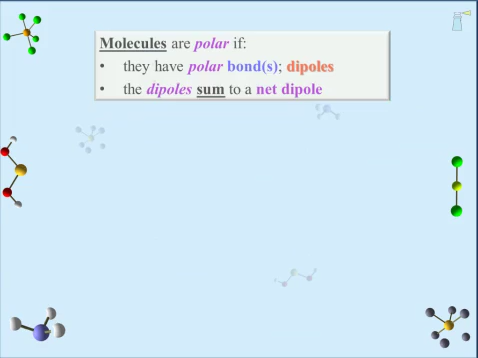 Molecules are polar if:
• they have polar bond(s); dipoles
• the dipoles sum to a net dipole